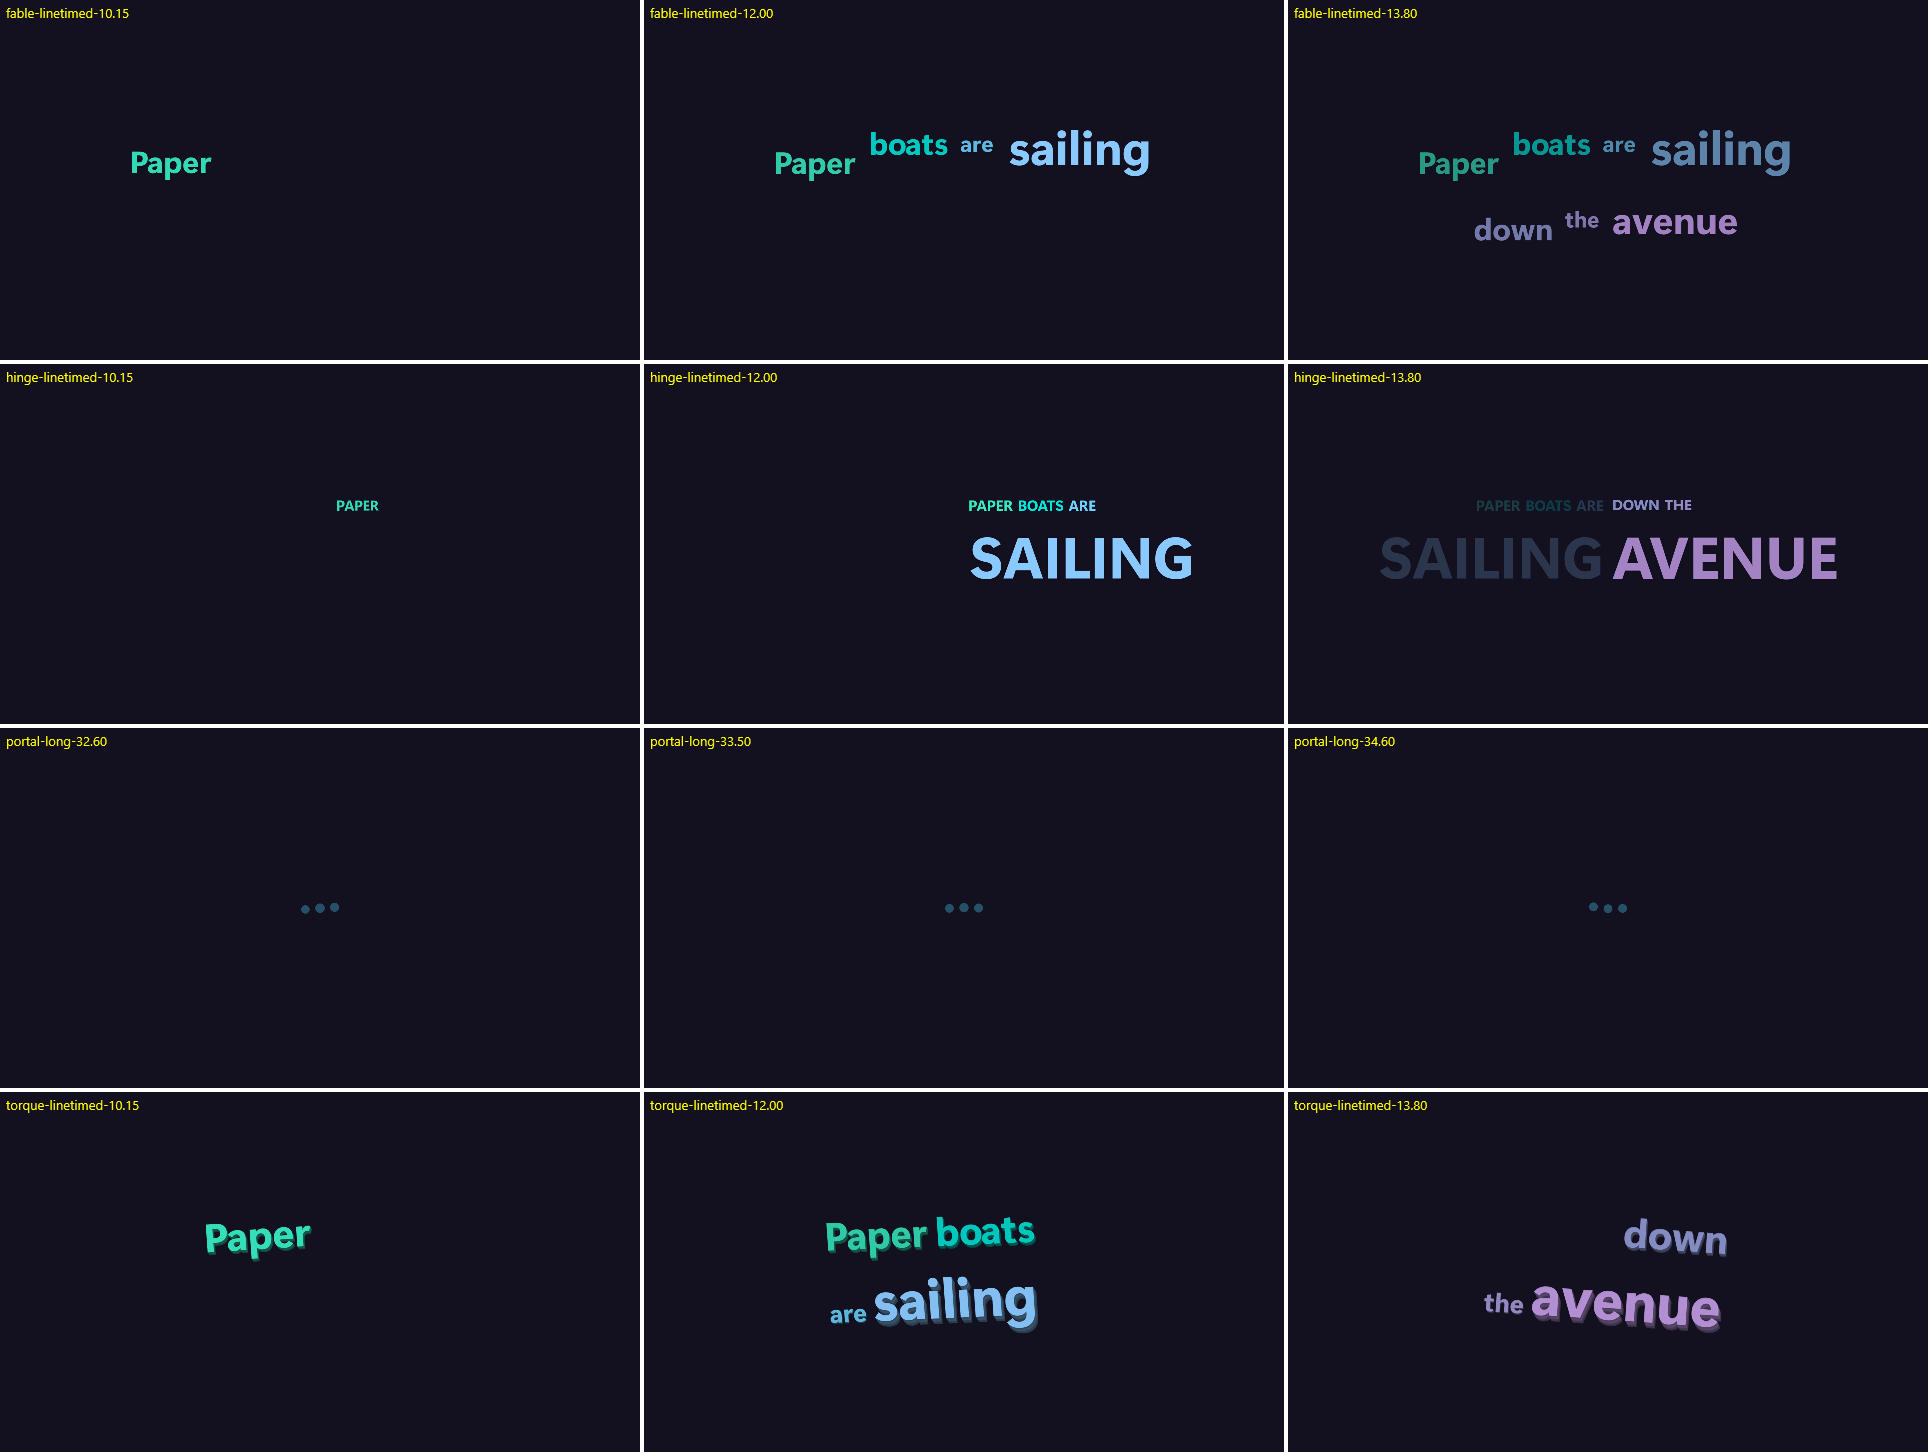 fable-linetimed-10.15
Paper
fable-linetimed-12.00
Paper boats are sailing
fable-linetimed-13.80
Paper boats are sailing
down the avenue
hinge-linetimed-10.15
PAPER
hinge-linetimed-12.00
PAPER BOATS ARE
SAILING
hinge-linetimed-13.80
PAPER BOATS ARE DOWN THE
SAILING AVENUE
portal-long-32.60
portal-long-33.50
portal-long-34.60
torque-linetimed-10.15
Paper
torque-linetimed-12.00
Paper boats
are sailing
torque-linetimed-13.80
down
the avenue